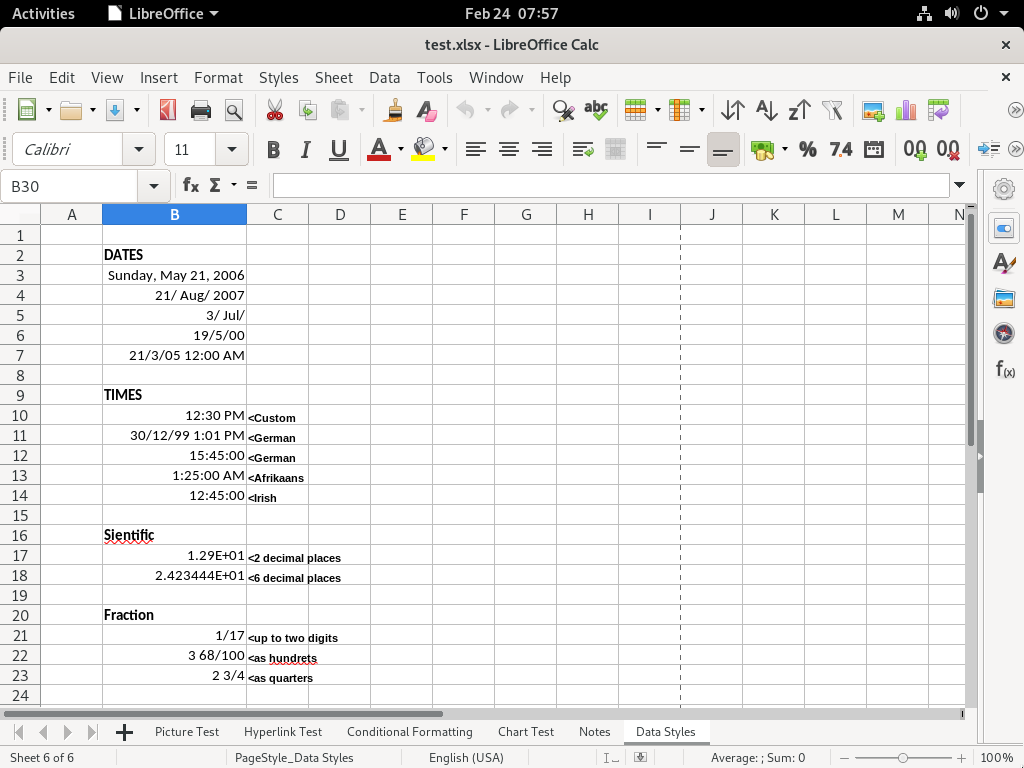 Activities LibreOffice Feb 24 07:57
test.xlsx - LibreOffice Calc
File Edit View Insert Format Styles Sheet Data Tools Window Help
Calibri 11
B30
A B C D E F G H I J K L M N
1
2 DATES
3 Sunday, May 21, 2006
4 21/ Aug/ 2007
5 3/ Jul/
6 19/5/00
7 21/3/05 12:00 AM
8
9 TIMES
10 12:30 PM <Custom
11 30/12/99 1:01 PM <German
12 15:45:00 <German
13 1:25:00 AM <Afrikaans
14 12:45:00 <Irish
15
16 Sientific
17 1.29E+01 <2 decimal places
18 2.423444E+01 <6 decimal places
19
20 Fraction
21 1/17 <up to two digits
22 3 68/100 <as hundrets
23 2 3/4 <as quarters
24
Picture Test Hyperlink Test Conditional Formatting Chart Test Notes Data Styles
Sheet 6 of 6 PageStyle_Data Styles English (USA) Average: ; Sum: 0 100%